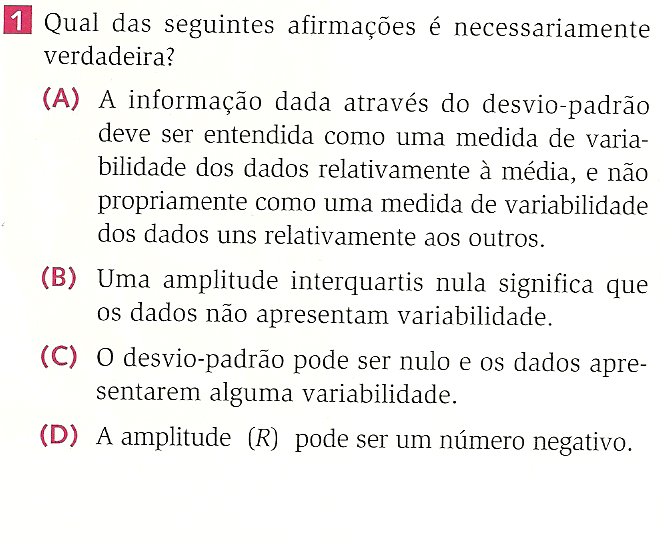 1 Qual das seguintes afirmações é necessariamente
verdadeira?
(A) A informação dada através do desvio-padrão
deve ser entendida como uma medida de varia-
bilidade dos dados relativamente à média, e não
propriamente como uma medida de variabilidade
dos dados uns relativamente aos outros.
(B) Uma amplitude interquartis nula significa que
os dados não apresentam variabilidade.
(C) O desvio-padrão pode ser nulo e os dados apre-
sentarem alguma variabilidade.
(D) A amplitude (R) pode ser um número negativo.